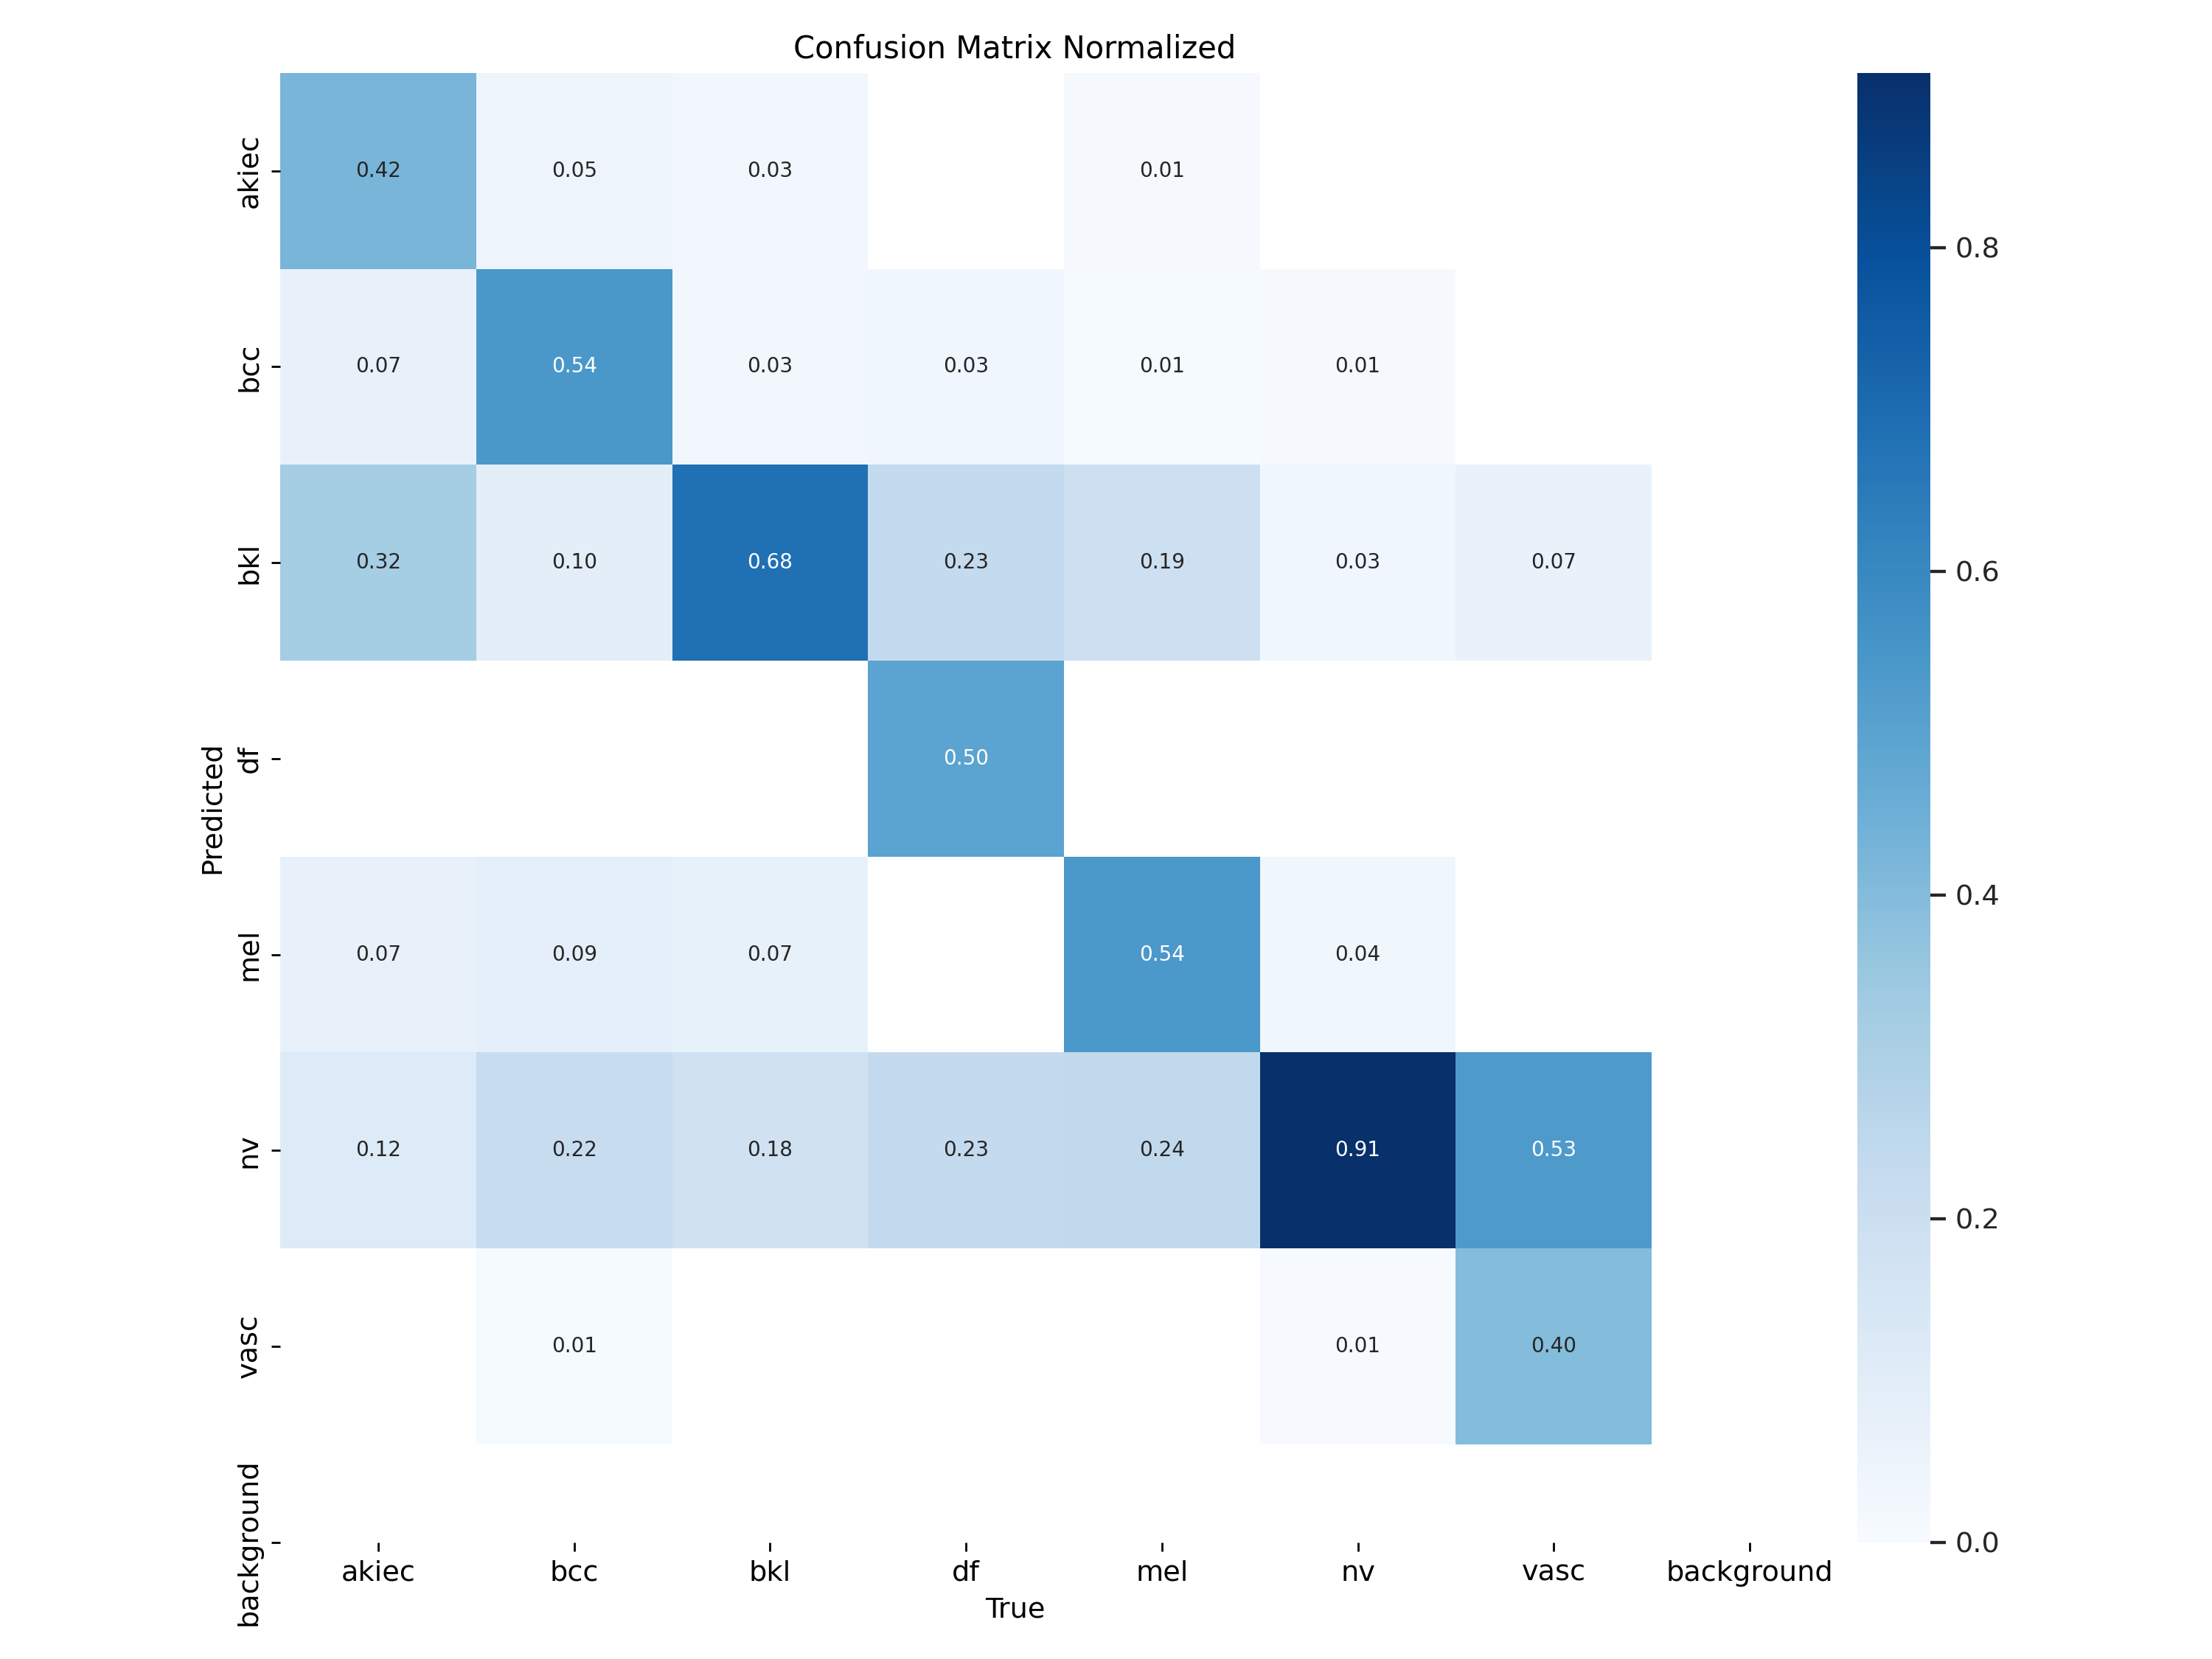 Confusion Matrix Normalized
akiec
0.42 0.05 0.03 0.01
bcc
0.07 0.54 0.03 0.03 0.01 0.01
bkl
0.32 0.10 0.68 0.23 0.19 0.03 0.07
df
0.50
mel
0.07 0.09 0.07 0.54 0.04
nv
0.12 0.22 0.18 0.23 0.24 0.91 0.53
vasc
0.01 0.01 0.40
background
Predicted
akiec bcc bkl df mel nv vasc background
True
0.8
0.6
0.4
0.2
0.0